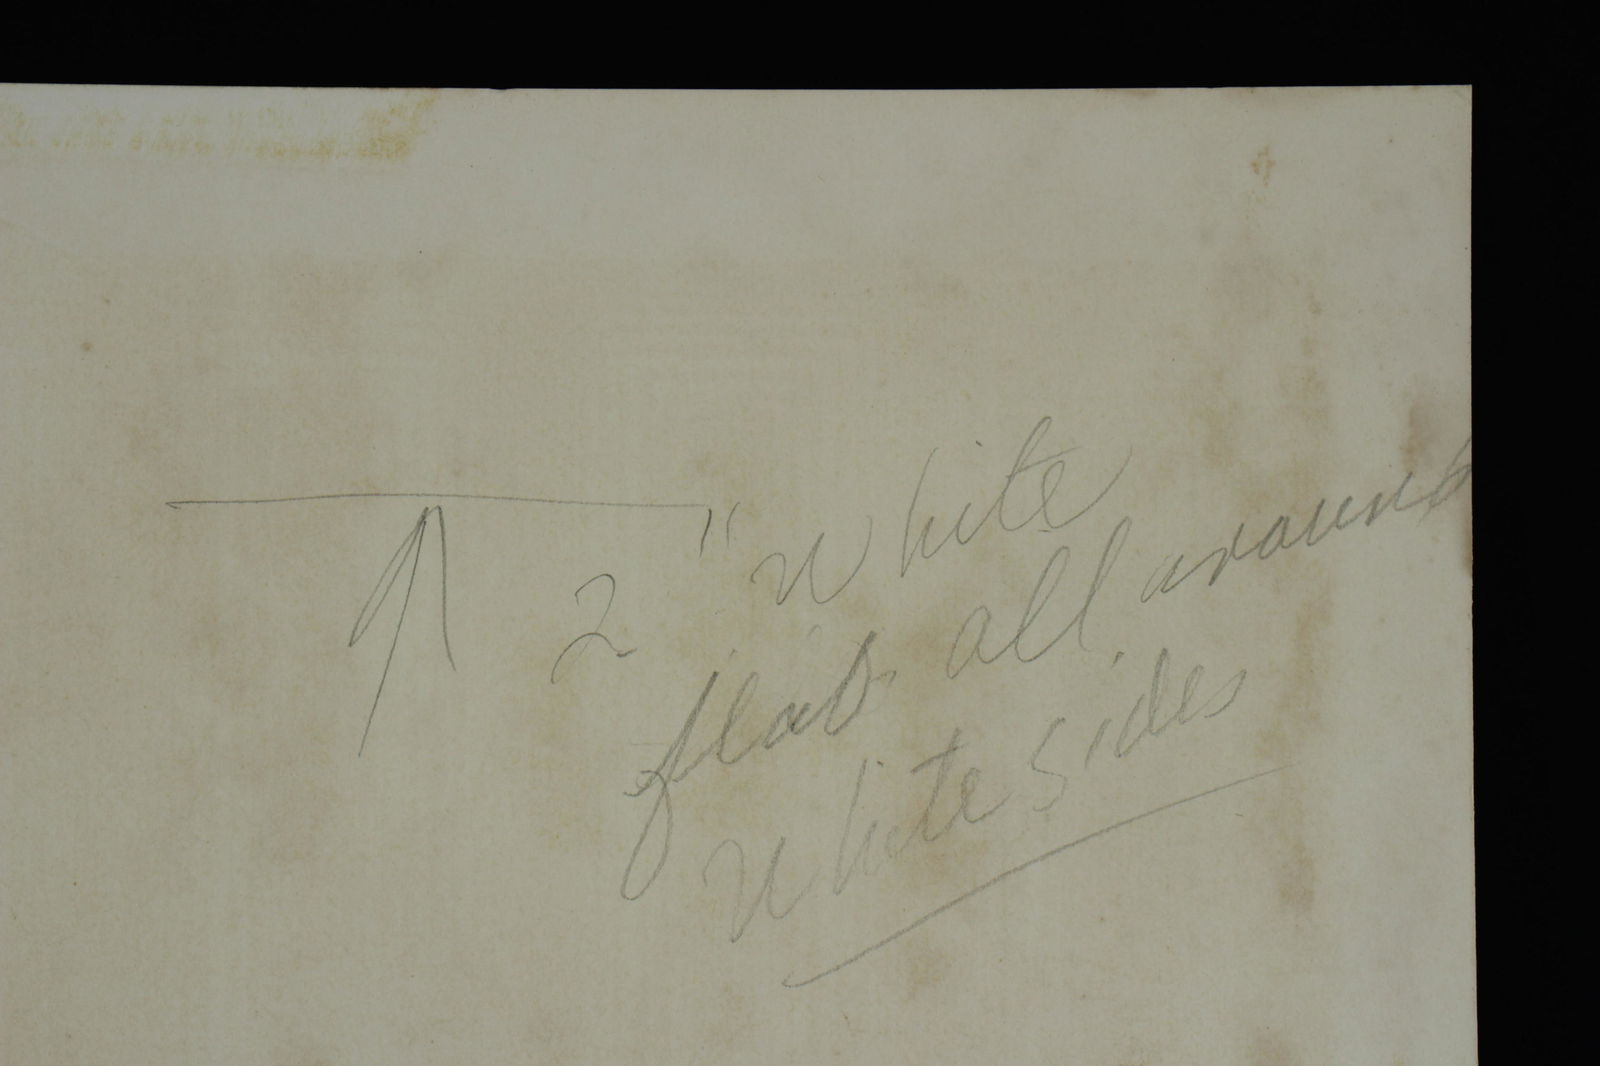 2" white
flat all around
white sides